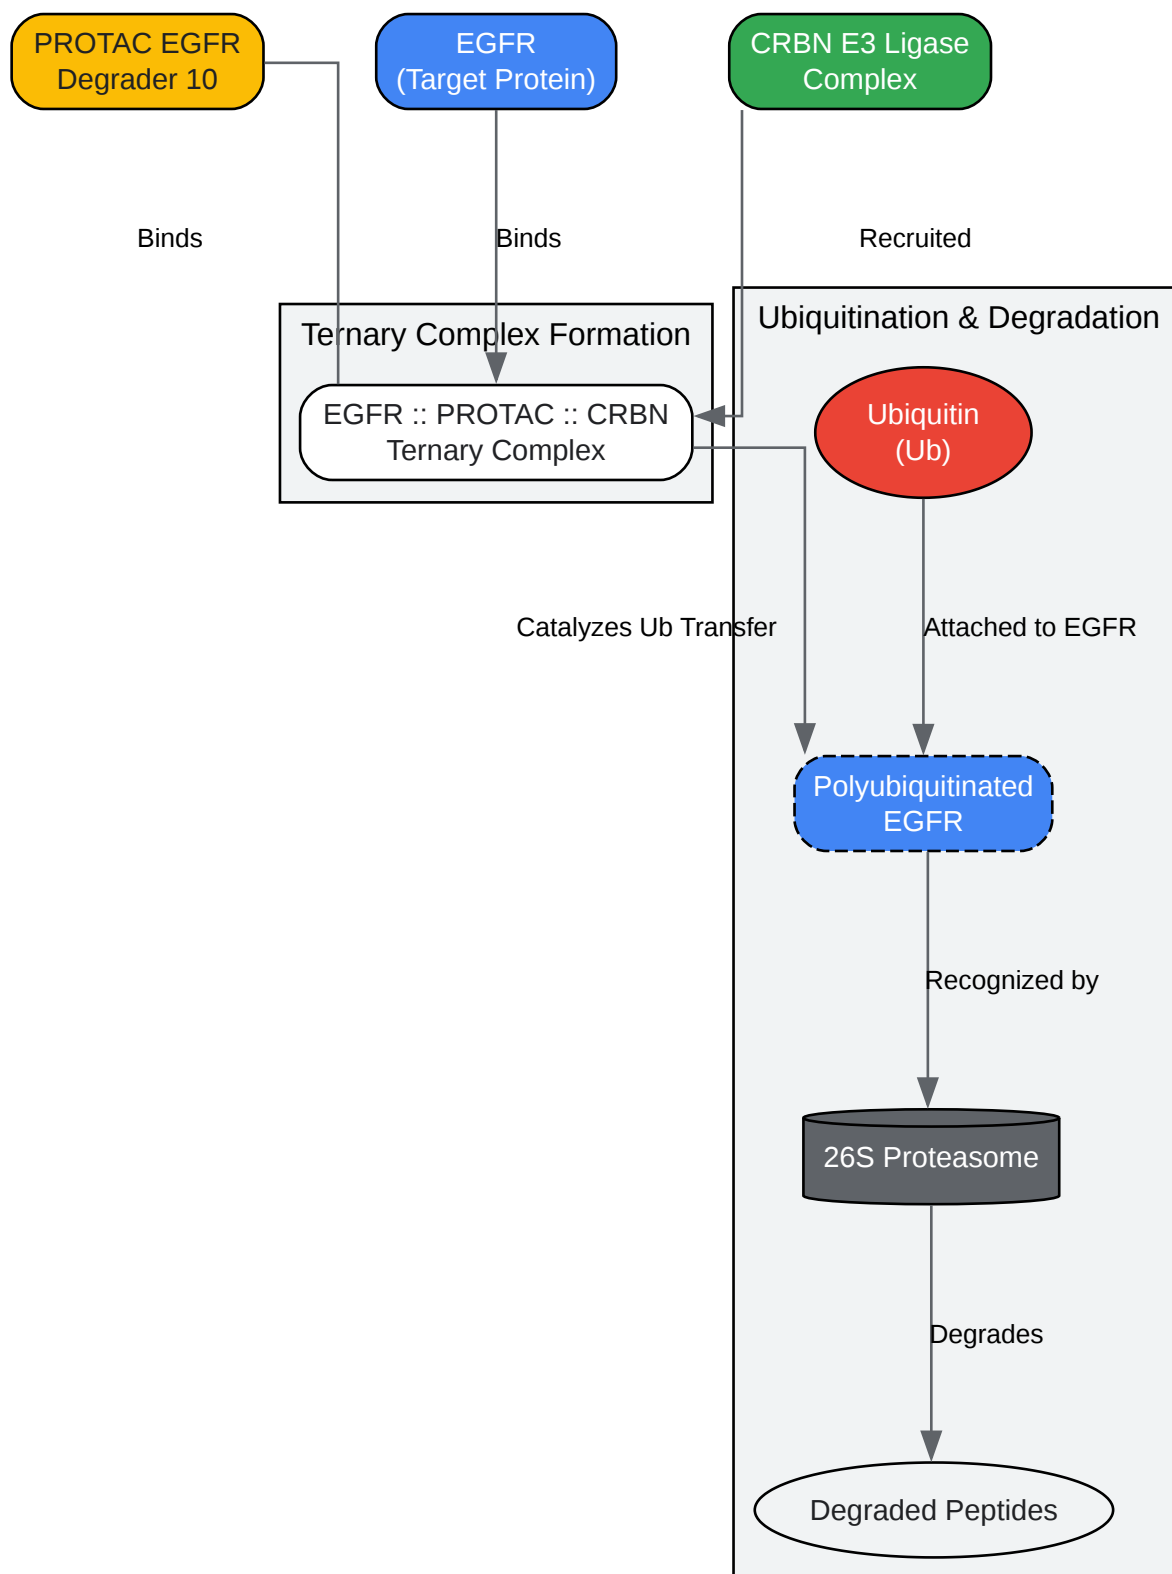 PROTAC EGFR
Degrader 10
EGFR
(Target Protein)
CRBN E3 Ligase
Complex
Binds
Binds
Recruited
Ternary Complex Formation
Ubiquitination & Degradation
EGFR :: PROTAC :: CRBN
Ternary Complex
Ubiquitin
(Ub)
Catalyzes Ub Transfer
Attached to EGFR
Polyubiquitinated
EGFR
Recognized by
26S Proteasome
Degrades
Degraded Peptides